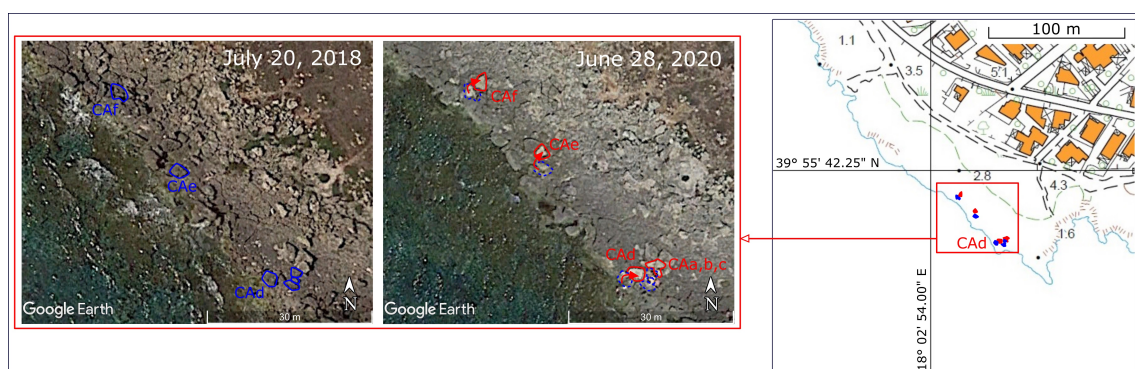 July 20, 2018
CAf
CAe
CAd
Google Earth
30 m
N
June 28, 2020
CAf
CAe
CAd
CAa,b,c
Google Earth
30 m
N
100 m
1.1
3.5
5.1
39° 55' 42.25" N
2.8
4.3
CAd
1.6
18° 02' 54.00" E